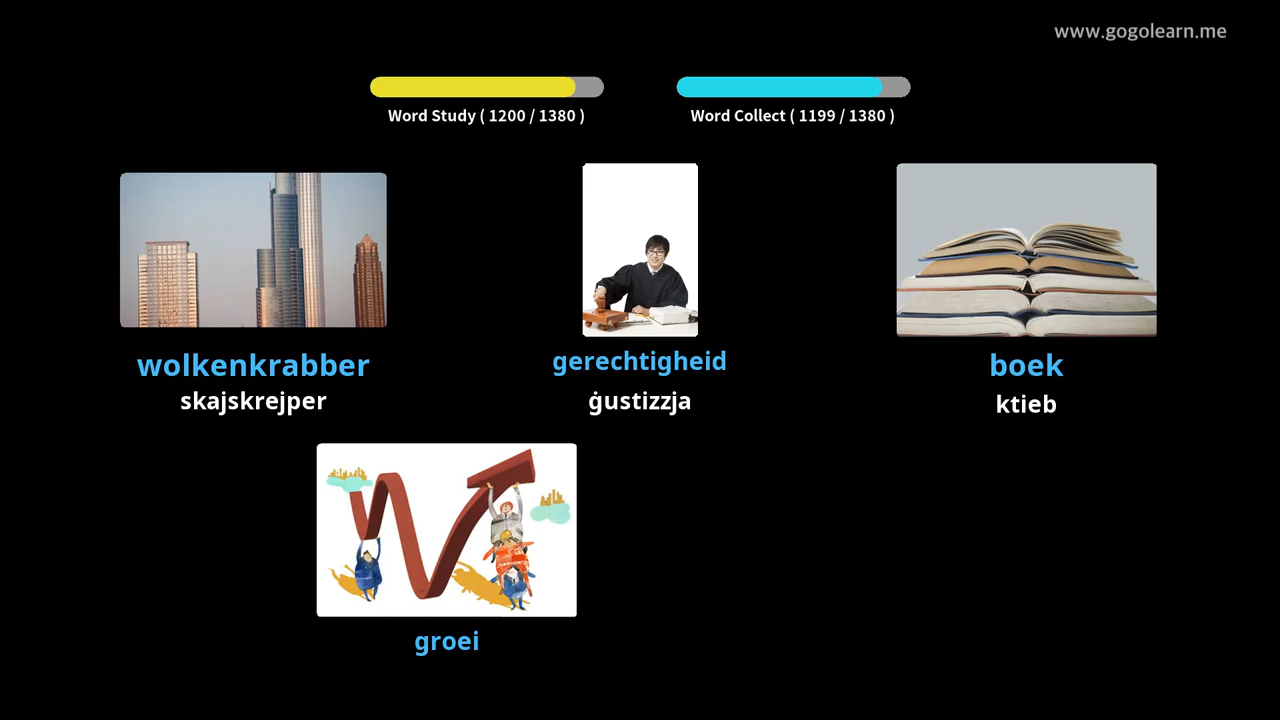 www.gogolearn.me
Word Study ( 1200 / 1380 )
Word Collect ( 1199 / 1380 )
wolkenkrabber
skajskrejper
gerechtigheid
ġustizzja
boek
ktieb
groei